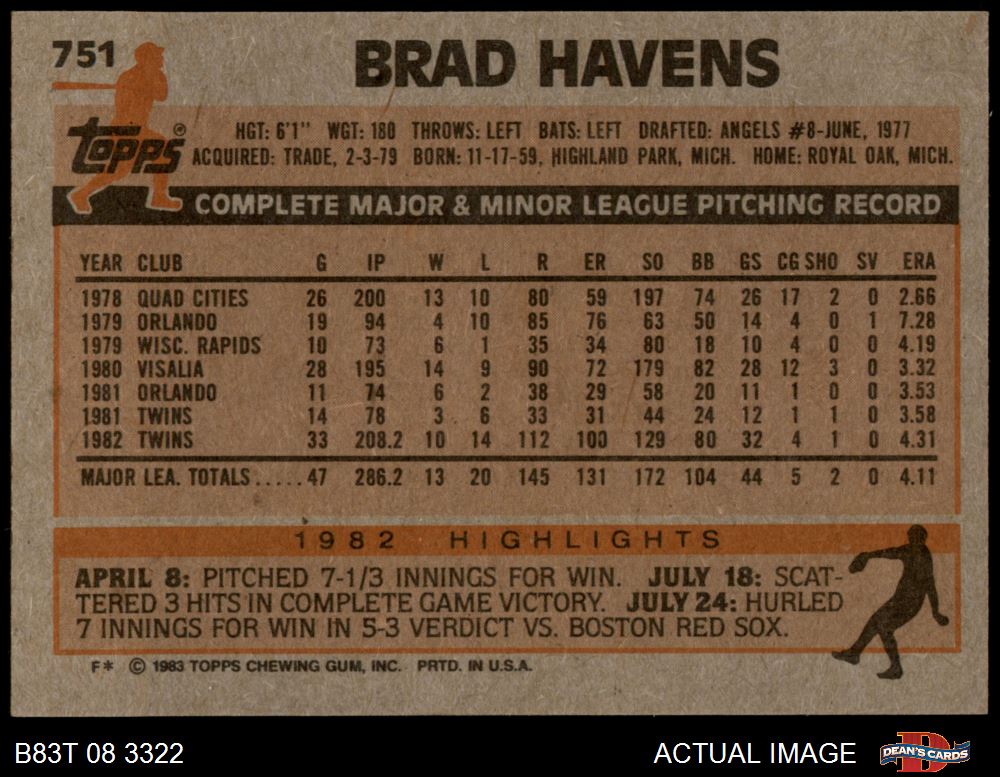 751 BRAD HAVENS
topps®
HGT: 6'1" WGT: 180 THROWS: LEFT BATS: LEFT DRAFTED: ANGELS #8-JUNE, 1977
ACQUIRED: TRADE, 2-3-79 BORN: 11-17-59, HIGHLAND PARK, MICH. HOME: ROYAL OAK, MICH.
COMPLETE MAJOR & MINOR LEAGUE PITCHING RECORD
YEAR CLUB G IP W L R ER SO BB GS CG SHO SV ERA
1978 QUAD CITIES 26 200 13 10 80 59 197 74 26 17 2 0 2.66
1979 ORLANDO 19 94 4 10 85 76 63 50 14 4 0 1 7.28
1979 WISC. RAPIDS 10 73 6 1 35 34 80 18 10 4 0 0 4.19
1980 VISALIA 28 195 14 9 90 72 179 82 28 12 3 0 3.32
1981 ORLANDO 11 74 6 2 38 29 58 20 11 1 0 0 3.53
1981 TWINS 14 78 3 6 33 31 44 24 12 1 1 0 3.58
1982 TWINS 33 208.2 10 14 112 100 129 80 32 4 1 0 4.31
MAJOR LEA. TOTALS.....47 286.2 13 20 145 131 172 104 44 5 2 0 4.11
1982 HIGHLIGHTS
APRIL 8: PITCHED 7-1/3 INNINGS FOR WIN. JULY 18: SCAT-
TERED 3 HITS IN COMPLETE GAME VICTORY. JULY 24: HURLED
7 INNINGS FOR WIN IN 5-3 VERDICT VS. BOSTON RED SOX.
F* © 1983 TOPPS CHEWING GUM, INC. PRTD. IN U.S.A.
B83T 08 3322 ACTUAL IMAGE DEAN'S CARDS